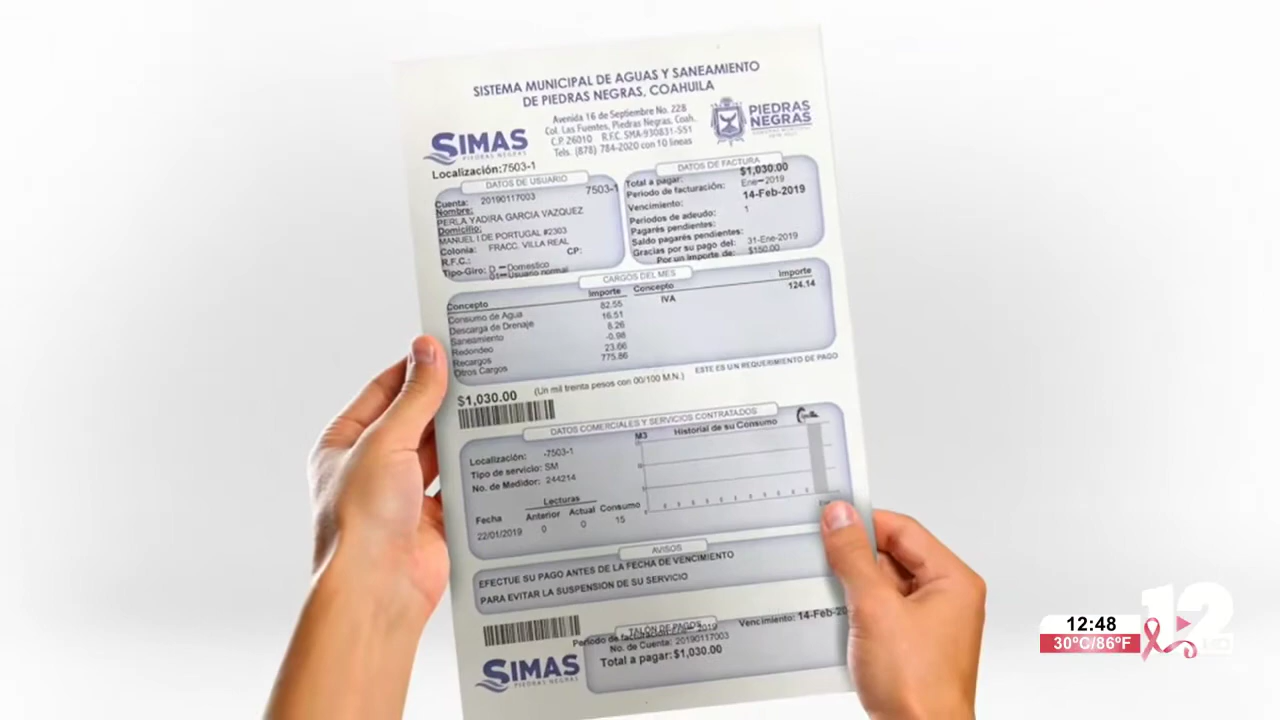 SISTEMA MUNICIPAL DE AGUAS Y SANEAMIENTO
DE PIEDRAS NEGRAS, COAHUILA
Avenida 16 de Septiembre No. 228
Col. Las Fuentes, Piedras Negras, Coah.
C.P. 26010 R.F.C. SMA-930831-S51
Tels. (878) 784-2020 con 10 lineas
SIMAS
PIEDRAS NEGRAS
PIEDRAS
NEGRAS
Localización:7503-1
DATOS DE USUARIO
7503-1
Cuenta: 20190117003
Nombre:
PERLA YADIRA GARCIA VAZQUEZ
Domicilio:
MANUEL I DE PORTUGAL #2303
Colonia: FRACC. VILLA REAL
R.F.C.: CP:
Tipo-Giro: D -Domestico
01-Usuario normal
DATOS DE FACTURA
Total a pagar: $1,030.00
Periodo de facturación: Ene-2019
Vencimiento: 14-Feb-2019
Periodos de adeudo: 1
Pagarés pendientes:
Saldo pagarés pendientes:
Gracias por su pago del: 31-Ene-2019
Por un importe de: $150.00
CARGOS DEL MES
Concepto Importe Concepto Importe
Consumo de Agua 82.55 IVA 124.14
Descarga de Drenaje 16.51
Saneamiento 8.26
Redondeo -0.98
Recargos 23.66
Otros Cargos 775.86
$1,030.00 (Un mil treinta pesos con 00/100 M.N.) ESTE ES UN REQUERIMIENTO DE PAGO
DATOS COMERCIALES Y SERVICIOS CONTRATADOS
Localización: -7503-1
Tipo de servicio: SM
No. de Medidor: 244214
Lecturas
Fecha Anterior Actual Consumo
22/01/2019 0 0 15
M3 Historial de su Consumo
AVISOS
EFECTUE SU PAGO ANTES DE LA FECHA DE VENCIMIENTO
PARA EVITAR LA SUSPENSION DE SU SERVICIO
TALÓN DE PAGOS
Periodo de facturación: Ene-2019 Vencimiento: 14-Feb-20
No. de Cuenta: 20190117003
Total a pagar: $1,030.00
SIMAS
PIEDRAS NEGRAS
12:48
30°C/86°F
12
HD